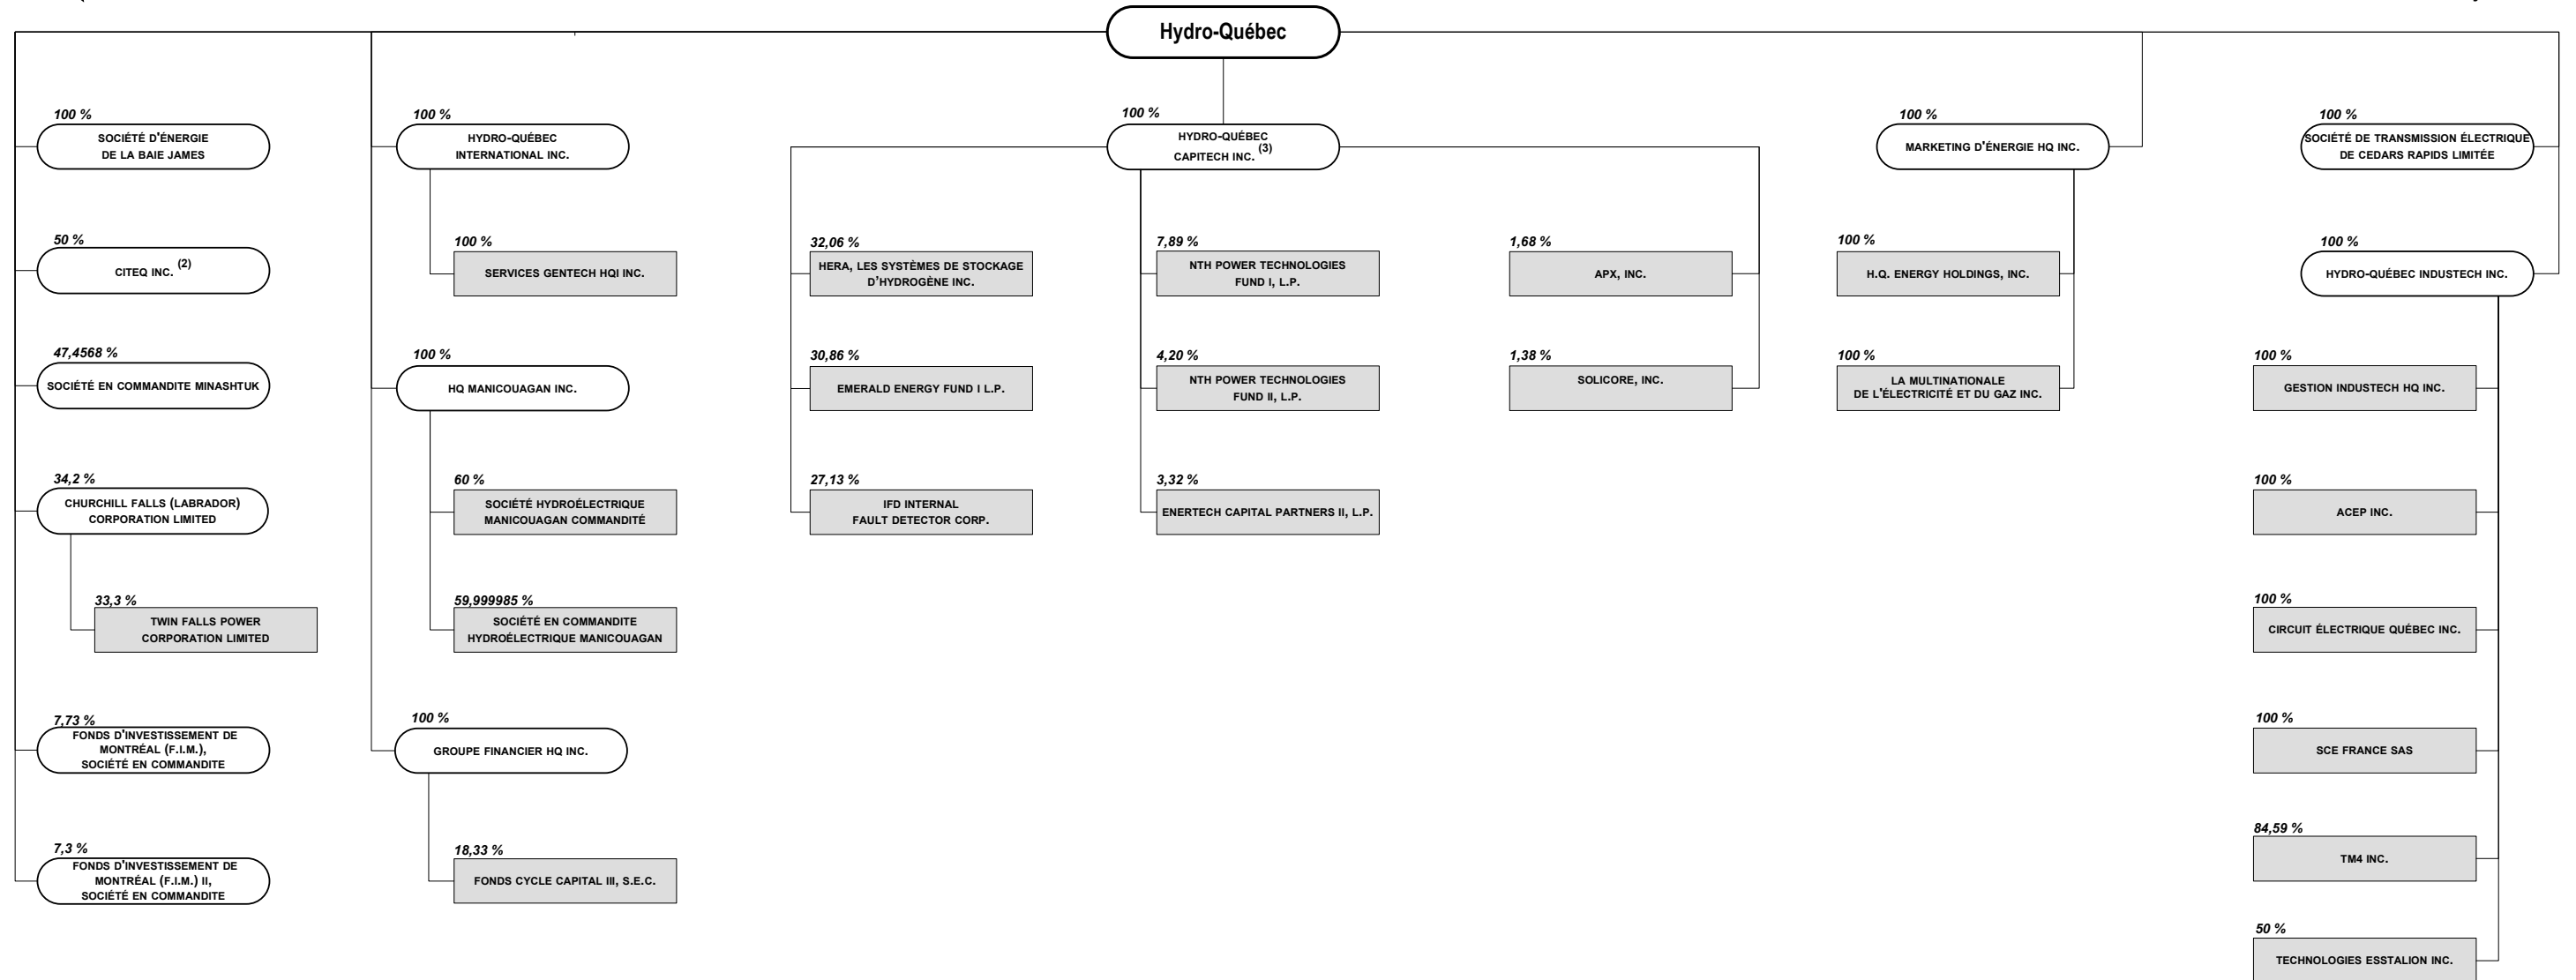 Hydro-Québec
100 %
SOCIÉTÉ D'ÉNERGIE
DE LA BAIE JAMES
50 %
CITEQ INC. (2)
47,4568 %
SOCIÉTÉ EN COMMANDITE MINASHTUK
34,2 %
CHURCHILL FALLS (LABRADOR)
CORPORATION LIMITED
33,3 %
TWIN FALLS POWER
CORPORATION LIMITED
7,73 %
FONDS D'INVESTISSEMENT DE
MONTRÉAL (F.I.M.),
SOCIÉTÉ EN COMMANDITE
7,3 %
FONDS D'INVESTISSEMENT DE
MONTRÉAL (F.I.M.) II,
SOCIÉTÉ EN COMMANDITE
100 %
HYDRO-QUÉBEC
INTERNATIONAL INC.
100 %
SERVICES GENTECH HQI INC.
100 %
HQ MANICOUAGAN INC.
60 %
SOCIÉTÉ HYDROÉLECTRIQUE
MANICOUAGAN COMMANDITÉ
59,999985 %
SOCIÉTÉ EN COMMANDITE
HYDROÉLECTRIQUE MANICOUAGAN
100 %
GROUPE FINANCIER HQ INC.
18,33 %
FONDS CYCLE CAPITAL III, S.E.C.
100 %
HYDRO-QUÉBEC
CAPITECH INC. (3)
32,06 %
HERA, LES SYSTÈMES DE STOCKAGE
D’HYDROGÈNE INC.
30,86 %
EMERALD ENERGY FUND I L.P.
27,13 %
IFD INTERNAL
FAULT DETECTOR CORP.
7,89 %
NTH POWER TECHNOLOGIES
FUND I, L.P.
4,20 %
NTH POWER TECHNOLOGIES
FUND II, L.P.
3,32 %
ENERTECH CAPITAL PARTNERS II, L.P.
1,68 %
APX, INC.
1,38 %
SOLICORE, INC.
100 %
MARKETING D'ÉNERGIE HQ INC.
100 %
H.Q. ENERGY HOLDINGS, INC.
100 %
LA MULTINATIONALE
DE L'ÉLECTRICITÉ ET DU GAZ INC.
100 %
SOCIÉTÉ DE TRANSMISSION ÉLECTRIQUE
DE CEDARS RAPIDS LIMITÉE
100 %
HYDRO-QUÉBEC INDUSTECH INC.
100 %
GESTION INDUSTECH HQ INC.
100 %
ACEP INC.
100 %
CIRCUIT ÉLECTRIQUE QUÉBEC INC.
100 %
SCE FRANCE SAS
84,59 %
TM4 INC.
50 %
TECHNOLOGIES ESSTALION INC.